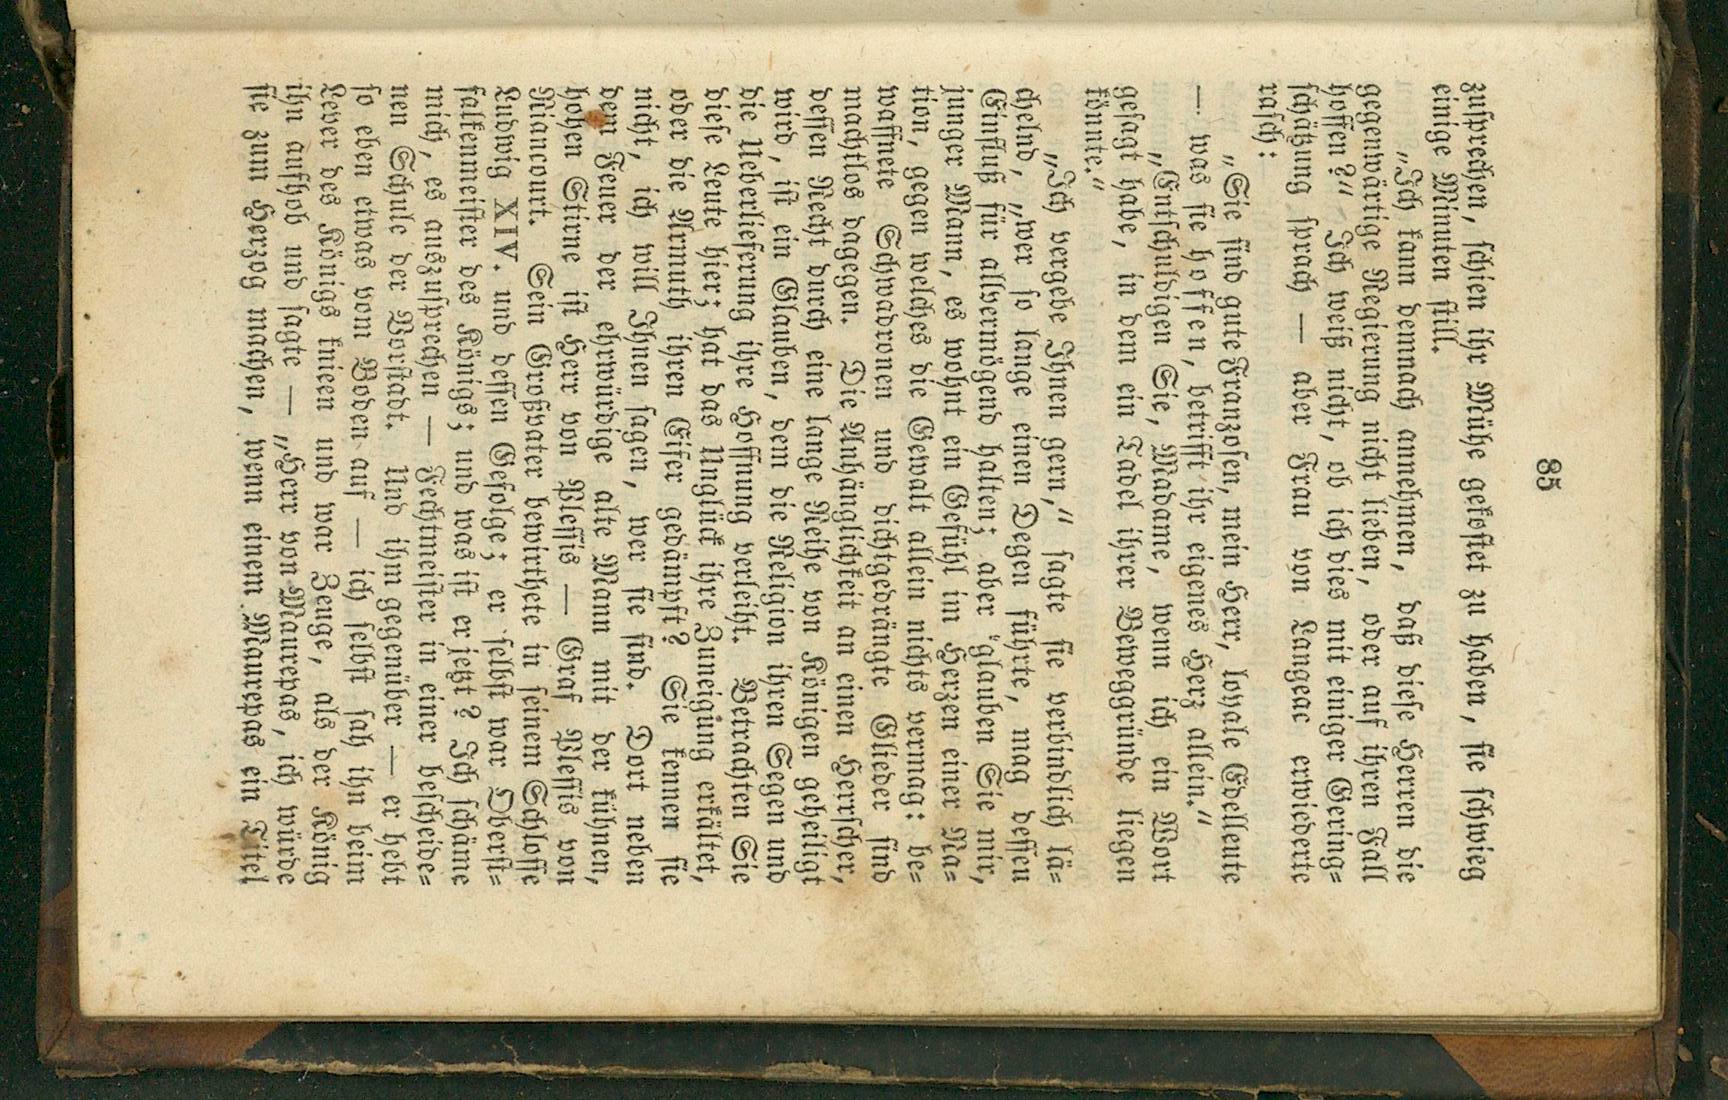 85
zusprechen, schien ihr Mühe gekostet zu haben, sie schwieg
einige Minuten still.
„Ich kann demnach annehmen, daß diese Herren die
gegenwärtige Regierung nicht lieben, oder auf ihren Fall
hoffen?“ Ich weiß nicht, ob ich dies mit einiger Gering-
schätzung sprach — aber Frau von Langeac erwiederte
rasch:
„Sie sind gute Franzosen, mein Herr, loyale Edelleute
— was sie hoffen, betrifft ihr eigenes Herz allein.“
„Entschuldigen Sie, Madame, wenn ich ein Wort
gesagt habe, in dem ein Tadel ihrer Beweggründe liegen
könnte.“
„Ich vergebe Ihnen gern,“ sagte sie verbindlich lä-
chelnd, „wer so lange einen Degen führte, mag dessen
Einfluß für allvermögend halten; aber glauben Sie mir,
junger Mann, es wohnt ein Gefühl im Herzen einer Na-
tion, gegen welches die Gewalt allein nichts vermag: be-
waffnete Schwadronen und dichtgedrängte Glieder sind
machtlos dagegen. Die Anhänglichkeit an einen Herrscher,
dessen Recht durch eine lange Reihe von Königen geheiligt
wird, ist ein Glauben, dem die Religion ihren Segen und
die Ueberlieferung ihre Hoffnung verleiht. Betrachten Sie
diese Leute hier; hat das Unglück ihre Zuneigung erkältet,
oder die Armuth ihren Eifer gedämpft? Sie kennen sie
nicht, ich will Ihnen sagen, wer sie sind. Dort neben
dem Feuer der ehrwürdige alte Mann mit der kühnen,
hohen Stirne ist Herr von Plessis — Graf Plessis von
Riancourt. Sein Großvater bewirthete in seinem Schlosse
Ludwig XIV. und dessen Gefolge; er selbst war Oberst-
falkenmeister des Königs; und was ist er jetzt? Ich schäme
mich, es auszusprechen — Fechtmeister in einer bescheide-
nen Schule der Vorstadt. Und ihm gegenüber — er hebt
so eben etwas vom Boden auf — ich selbst sah ihn beim
Lever des Königs knieen und war Zeuge, als der König
ihn aufhob und sagte — „Herr von Maurepas, ich würde
sie zum Herzog machen, wenn einem Maurepas ein Titel